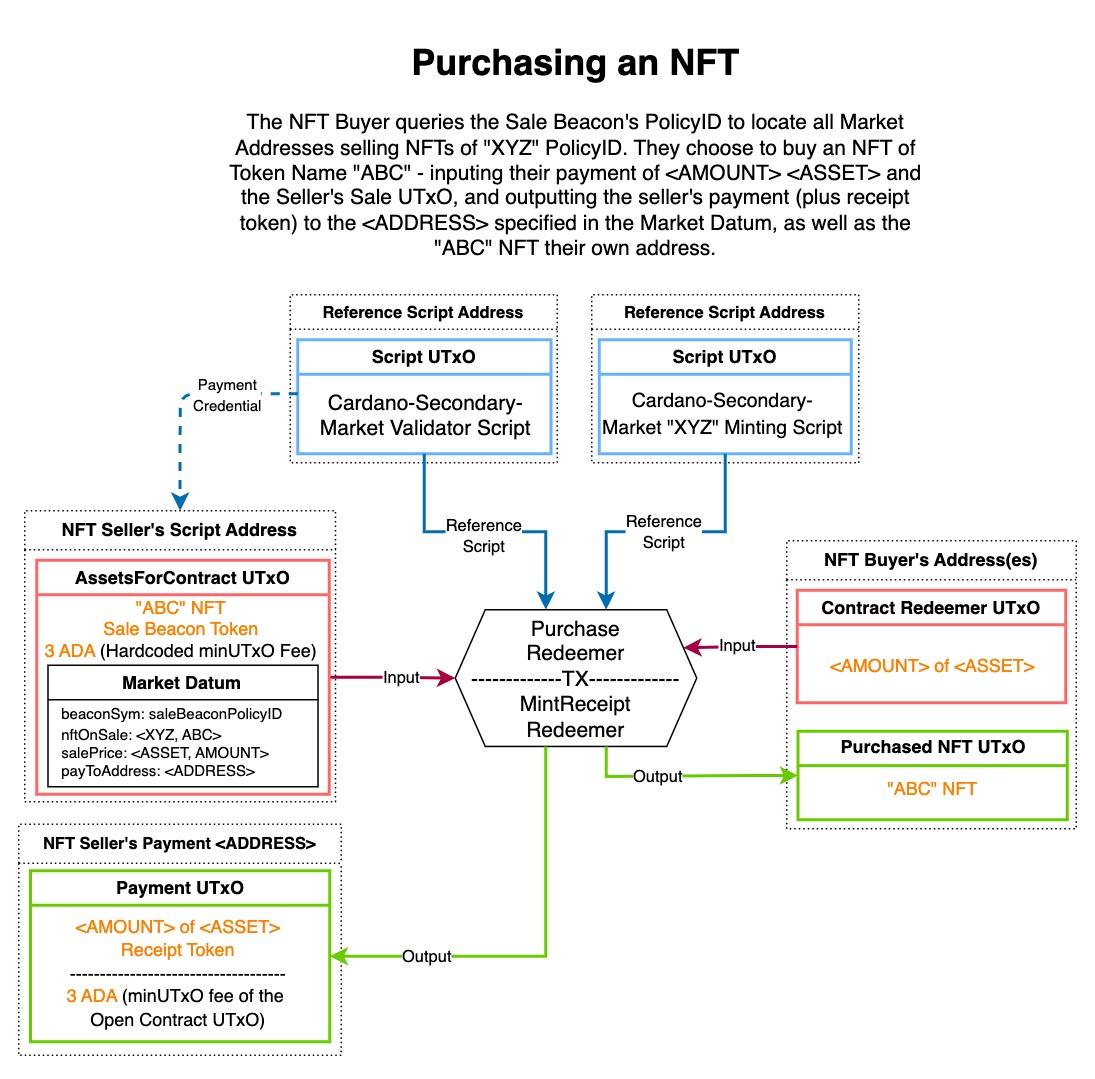 Purchasing an NFT
The NFT Buyer queries the Sale Beacon's PolicyID to locate all Market
Addresses selling NFTs of "XYZ" PolicyID. They choose to buy an NFT of
Token Name "ABC" - inputing their payment of <AMOUNT> <ASSET> and
the Seller's Sale UTxO, and outputting the seller's payment (plus receipt
token) to the <ADDRESS> specified in the Market Datum, as well as the
"ABC" NFT their own address.
Reference Script Address
Script UTxO
Cardano-Secondary-
Market Validator Script
Reference Script Address
Script UTxO
Cardano-Secondary-
Market "XYZ" Minting Script
Payment
Credential
Reference
Script
Reference
Script
NFT Seller's Script Address
AssetsForContract UTxO
"ABC" NFT
Sale Beacon Token
3 ADA (Hardcoded minUTxO Fee)
Market Datum
beaconSym: saleBeaconPolicyID
nftOnSale: <XYZ, ABC>
salePrice: <ASSET, AMOUNT>
payToAddress: <ADDRESS>
Input
Purchase
Redeemer
--------------TX--------------
MintReceipt
Redeemer
Input
NFT Buyer's Address(es)
Contract Redeemer UTxO
<AMOUNT> of <ASSET>
Purchased NFT UTxO
"ABC" NFT
Output
NFT Seller's Payment <ADDRESS>
Payment UTxO
<AMOUNT> of <ASSET>
Receipt Token
------------------------------------
3 ADA (minUTxO fee of the
Open Contract UTxO)
Output